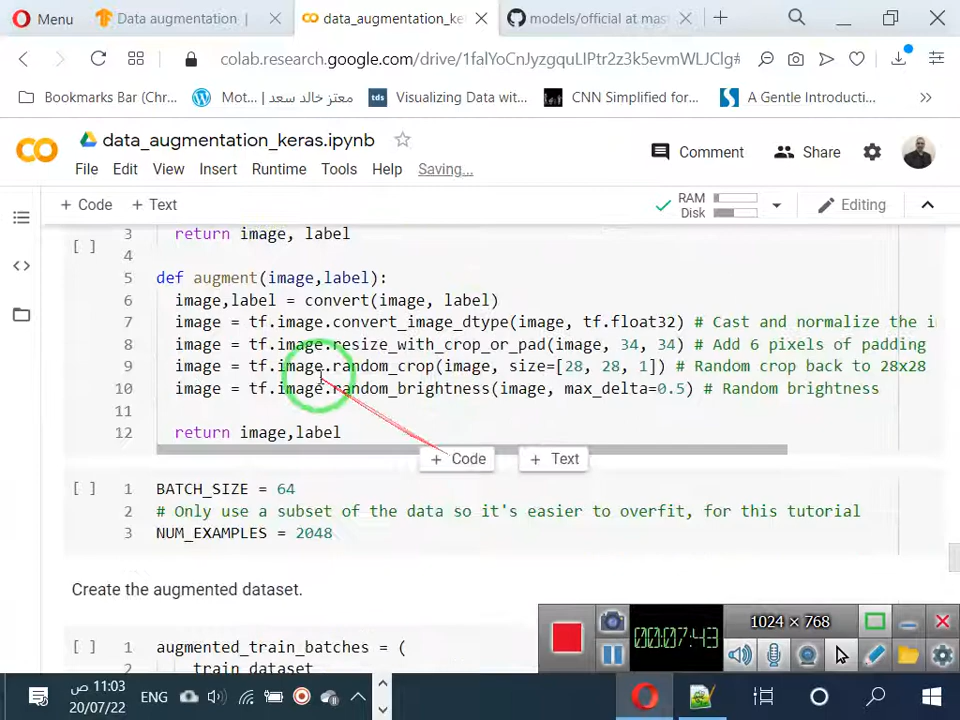 Menu
Data augmentation |
data_augmentation_ke
models/official at mas
colab.research.google.com/drive/1falYoCnJyzgquLlPtr2z3k5evmWLJClg#
Bookmarks Bar (Chr...
Mot... | معتز خالد سعد
tds
Visualizing Data wit...
CNN Simplified for...
A Gentle Introducti...
data_augmentation_keras.ipynb
Comment
Share
File Edit View Insert Runtime Tools Help Saving...
+ Code + Text
RAM
Disk
Editing
[ ]
3 return image, label
4
5 def augment(image,label):
6 image,label = convert(image, label)
7 image = tf.image.convert_image_dtype(image, tf.float32) # Cast and normalize the i
8 image = tf.image.resize_with_crop_or_pad(image, 34, 34) # Add 6 pixels of padding
9 image = tf.image.random_crop(image, size=[28, 28, 1]) # Random crop back to 28x28
10 image = tf.image.random_brightness(image, max_delta=0.5) # Random brightness
11
12 return image,label
+ Code + Text
[ ] 1 BATCH_SIZE = 64
2 # Only use a subset of the data so it's easier to overfit, for this tutorial
3 NUM_EXAMPLES = 2048
Create the augmented dataset.
[ ] 1 augmented_train_batches = (
2 train_dataset
00:07:43
1024 × 768
11:03 ص
20/07/22
ENG